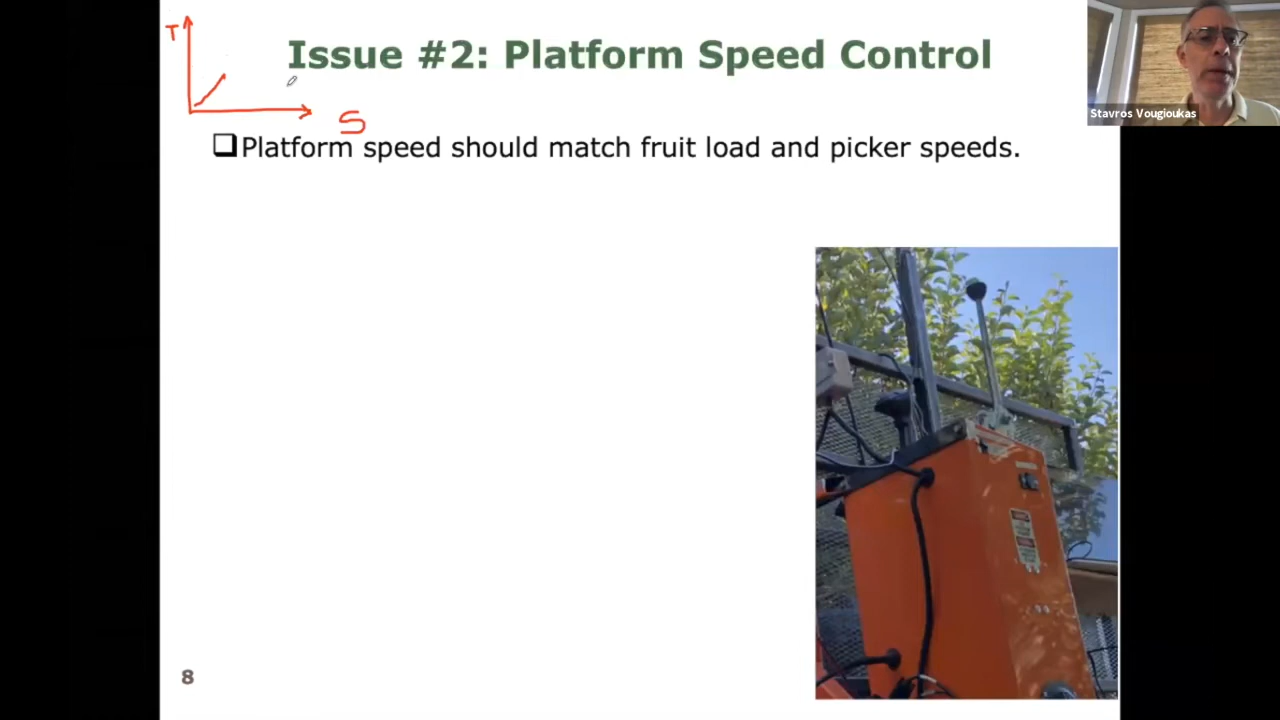 T
Issue #2: Platform Speed Control
S
❑Platform speed should match fruit load and picker speeds.
Stavros Vougioukas
8